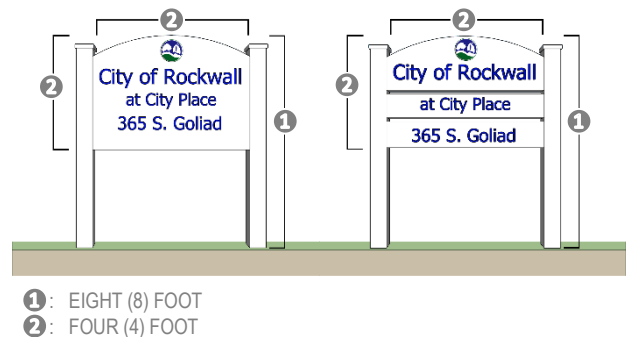 2
2
City of Rockwall
at City Place
365 S. Goliad
2
1
City of Rockwall
at City Place
365 S. Goliad
2
1
1: EIGHT (8) FOOT
2: FOUR (4) FOOT